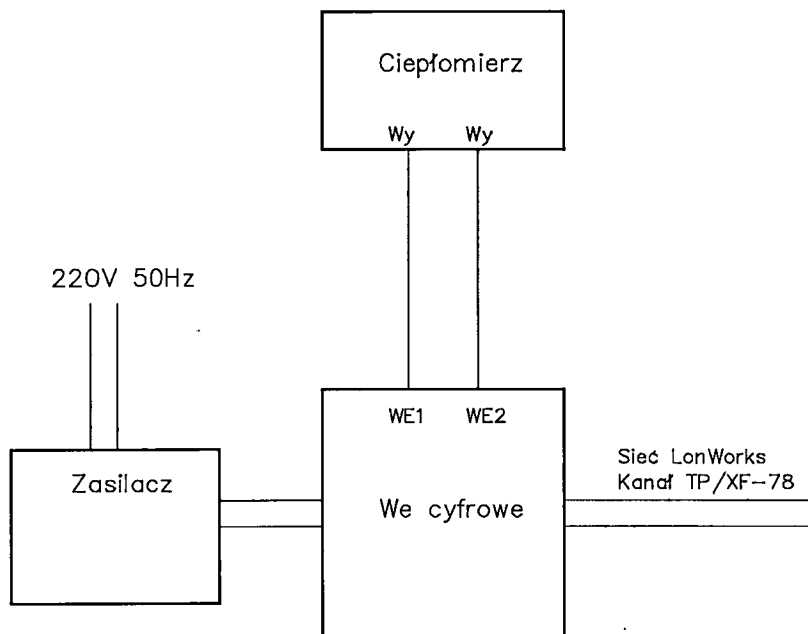 Ciepłomierz
Wy Wy
220V 50Hz
WE1 WE2
Zasilacz
We cyfrowe
Sieć LonWorks
Kanał TP/XF-78